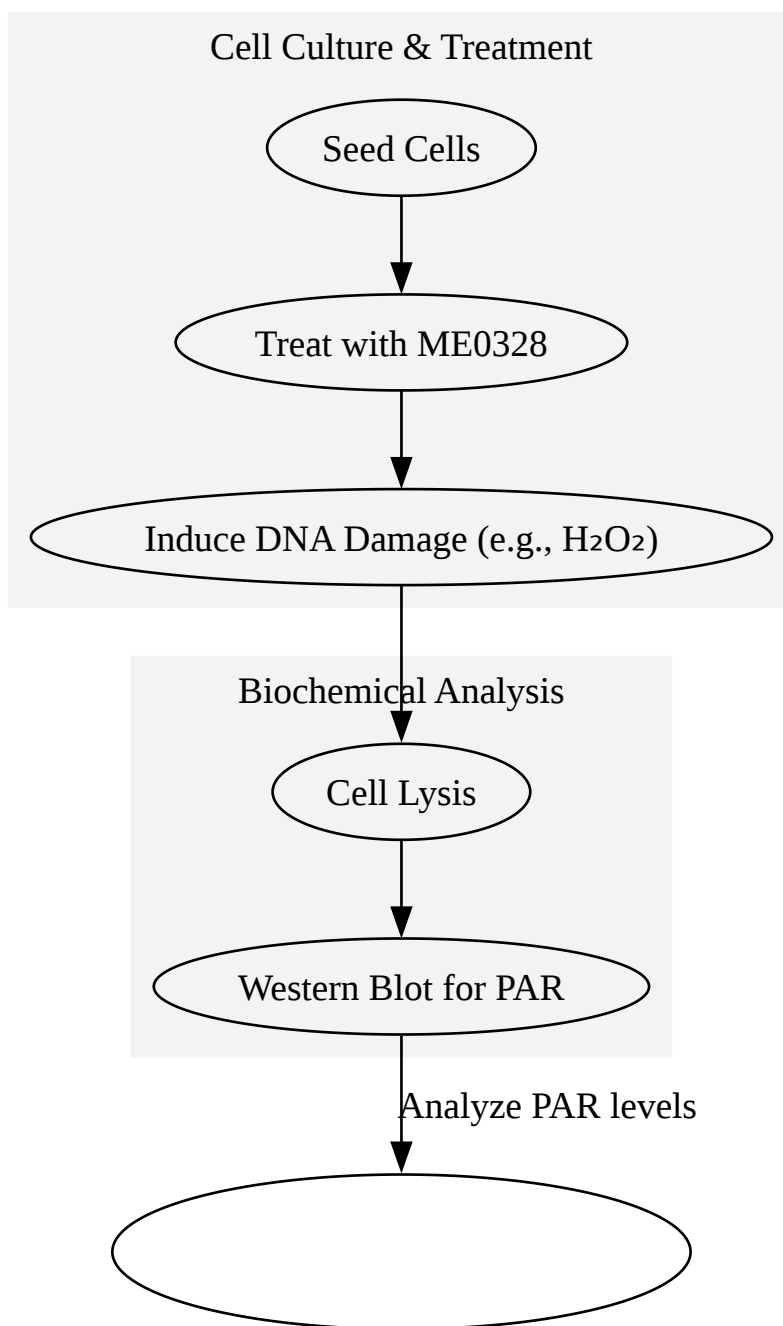 Cell Culture & Treatment
Seed Cells
Treat with ME0328
Induce DNA Damage (e.g., H₂O₂)
Biochemical Analysis
Cell Lysis
Western Blot for PAR
Analyze PAR levels